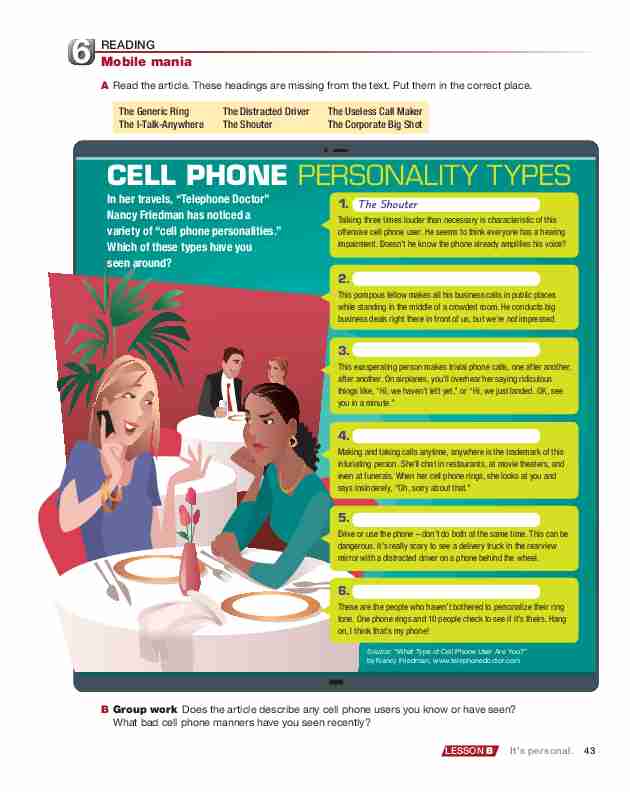 6 READING
Mobile mania
A Read the article. These headings are missing from the text. Put them in the correct place.
The Generic Ring The Distracted Driver The Useless Call Maker
The I-Talk-Anywhere The Shouter The Corporate Big Shot
CELL PHONE PERSONALITY TYPES
In her travels, “Telephone Doctor”
Nancy Friedman has noticed a
variety of “cell phone personalities.”
Which of these types have you
seen around?
1. The Shouter
Talking three times louder than necessary is characteristic of this
offensive cell phone user. He seems to think everyone has a hearing
impairment. Doesn’t he know the phone already amplifies his voice?
2.
This pompous fellow makes all his business calls in public places
while standing in the middle of a crowded room. He conducts big
business deals right there in front of us, but we’re not impressed.
3.
This exasperating person makes trivial phone calls, one after another,
after another. On airplanes, you’ll overhear her saying ridiculous
things like, “Hi, we haven’t left yet,” or “Hi, we just landed. OK, see
you in a minute.”
4.
Making and taking calls anytime, anywhere is the trademark of this
infuriating person. She’ll chat in restaurants, at movie theaters, and
even at funerals. When her cell phone rings, she looks at you and
says insincerely, “Oh, sorry about that.”
5.
Drive or use the phone – don’t do both at the same time. This can be
dangerous. It’s really scary to see a delivery truck in the rearview
mirror with a distracted driver on a phone behind the wheel.
6.
These are the people who haven’t bothered to personalize their ring
tone. One phone rings and 10 people check to see if it’s theirs. Hang
on, I think that’s my phone!
Source: “What Type of Cell Phone User Are You?”
by Nancy Friedman, www.telephonedoctor.com
B Group work Does the article describe any cell phone users you know or have seen?
What bad cell phone manners have you seen recently?
LESSON B It’s personal. 43